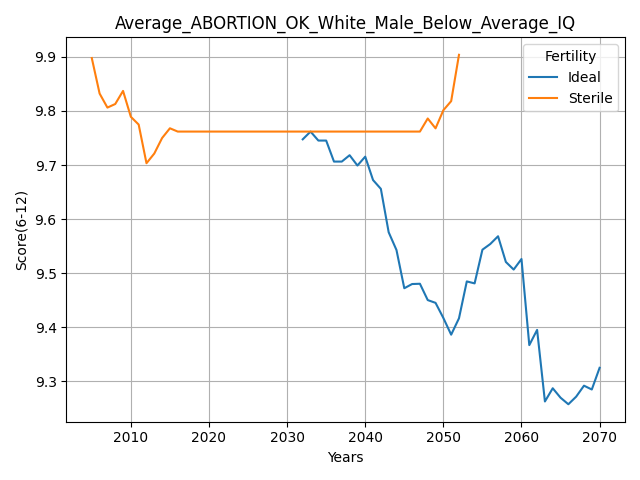 Average_ABORTION_OK_White_Male_Below_Average_IQ
Fertility
Ideal
Sterile
Score(6-12)
9.9
9.8
9.7
9.6
9.5
9.4
9.3
2010 2020 2030 2040 2050 2060 2070
Years